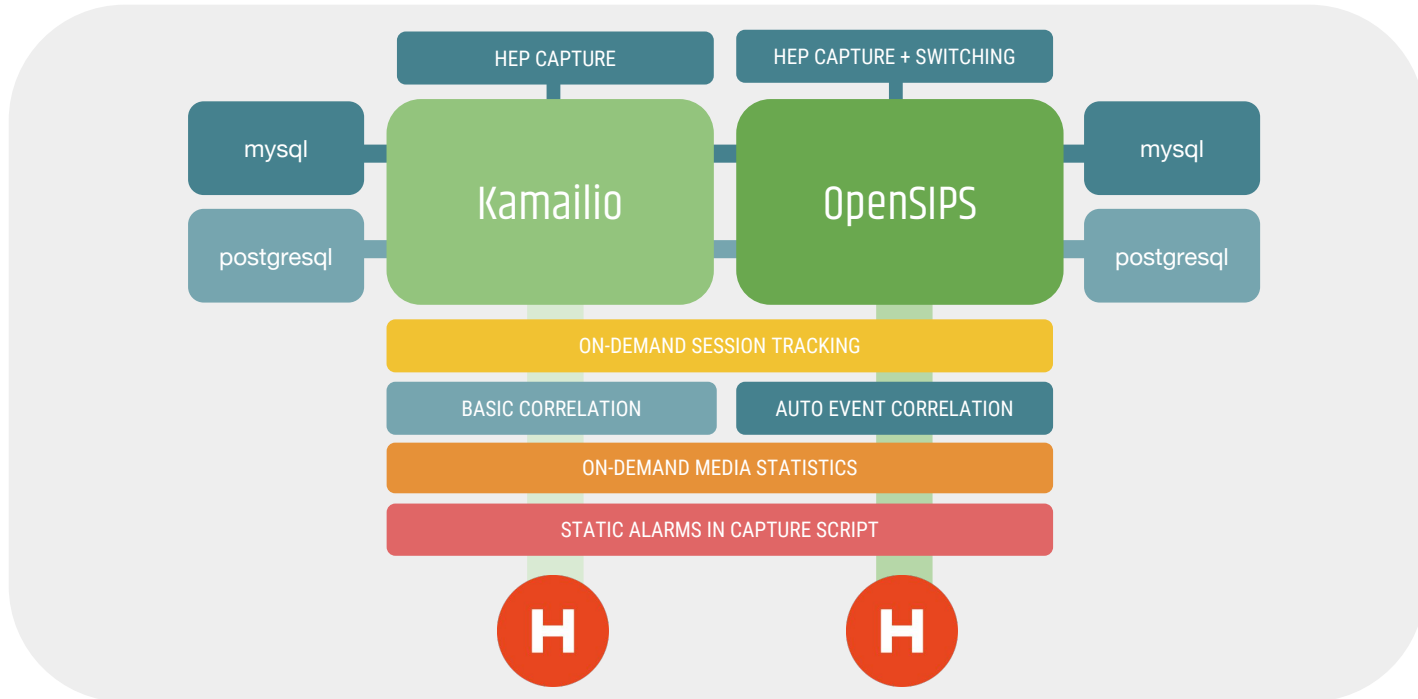 HEP CAPTURE
HEP CAPTURE + SWITCHING
mysql
Kamailio
OpenSIPS
mysql
postgresql
postgresql
ON-DEMAND SESSION TRACKING
BASIC CORRELATION
AUTO EVENT CORRELATION
ON-DEMAND MEDIA STATISTICS
STATIC ALARMS IN CAPTURE SCRIPT
H
H